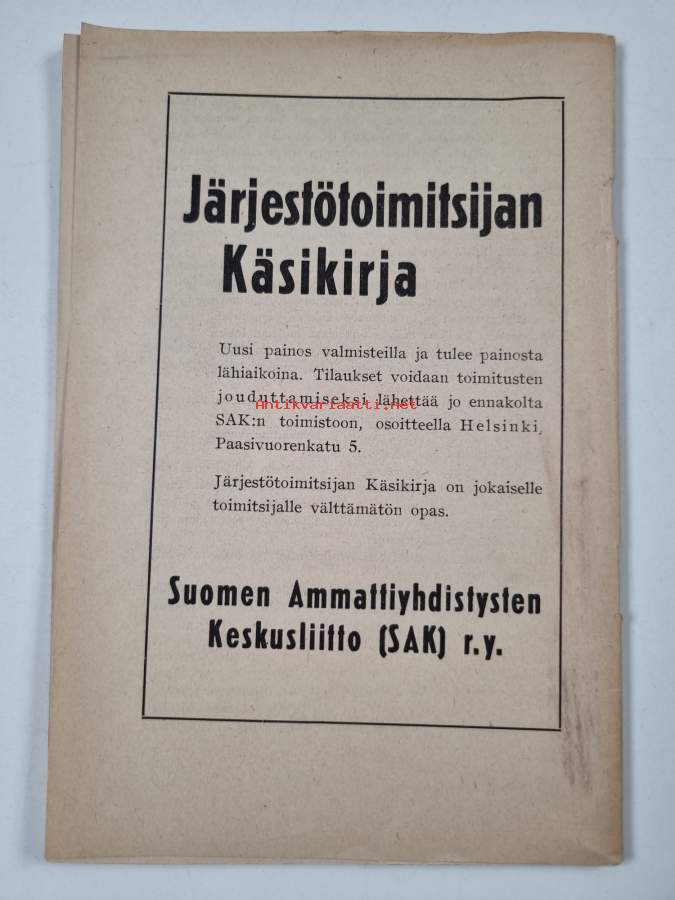 Järjestötoimitsijan
Käsikirja
Uusi painos valmisteilla ja tulee painosta
lähiaikoina. Tilaukset voidaan toimitusten
jouduttamiseksi lähettää jo ennakolta
Antikvariaatti.net
SAK:n toimistoon, osoitteella Helsinki,
Paasivuorenkatu 5.
Järjestötoimitsijan Käsikirja on jokaiselle
toimitsijalle välttämätön opas.
Suomen Ammattiyhdistysten
Keskusliitto (SAK) r.y.